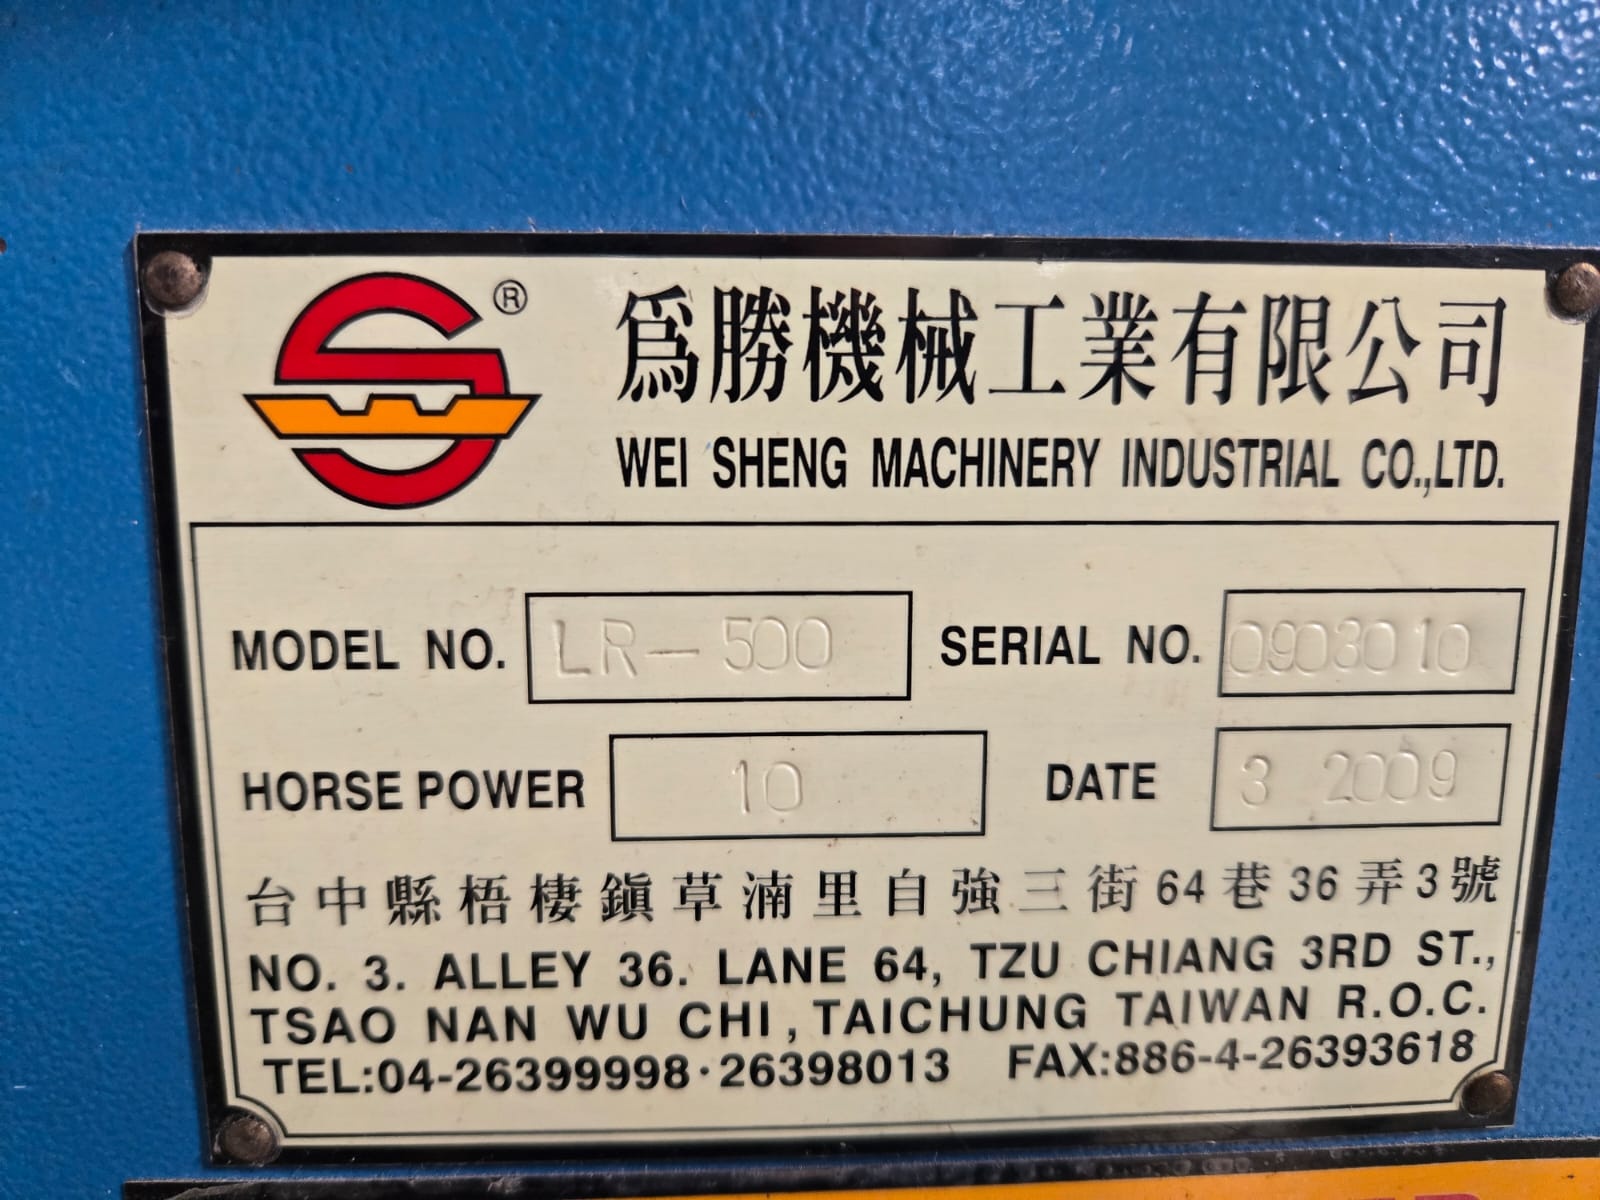 ®
爲勝機械工業有限公司
WEI SHENG MACHINERY INDUSTRIAL CO.,LTD.
MODEL NO. LR-500 SERIAL NO. 0903010
HORSE POWER 10 DATE 3 2009
台中縣梧棲鎮草湳里自強三街64巷36弄3號
NO. 3. ALLEY 36. LANE 64, TZU CHIANG 3RD ST.,
TSAO NAN WU CHI, TAICHUNG TAIWAN R.O.C.
TEL:04-26399998·26398013 FAX:886-4-26393618